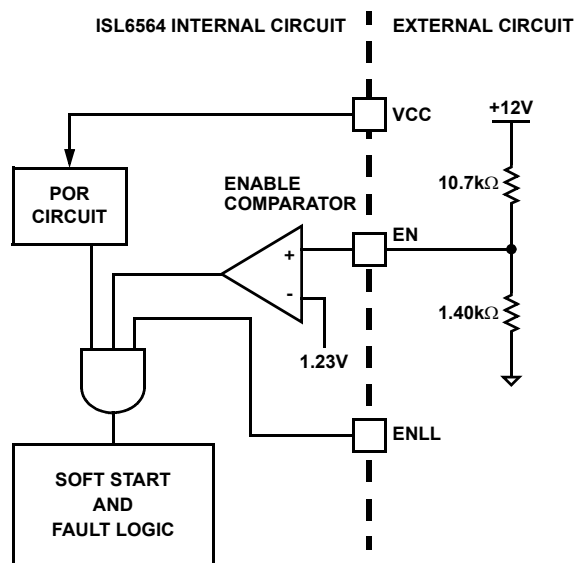 ISL6564 INTERNAL CIRCUIT
EXTERNAL CIRCUIT
VCC
+12V
POR
CIRCUIT
ENABLE
COMPARATOR
10.7kΩ
EN
+
-
1.23V
1.40kΩ
ENLL
SOFT START
AND
FAULT LOGIC